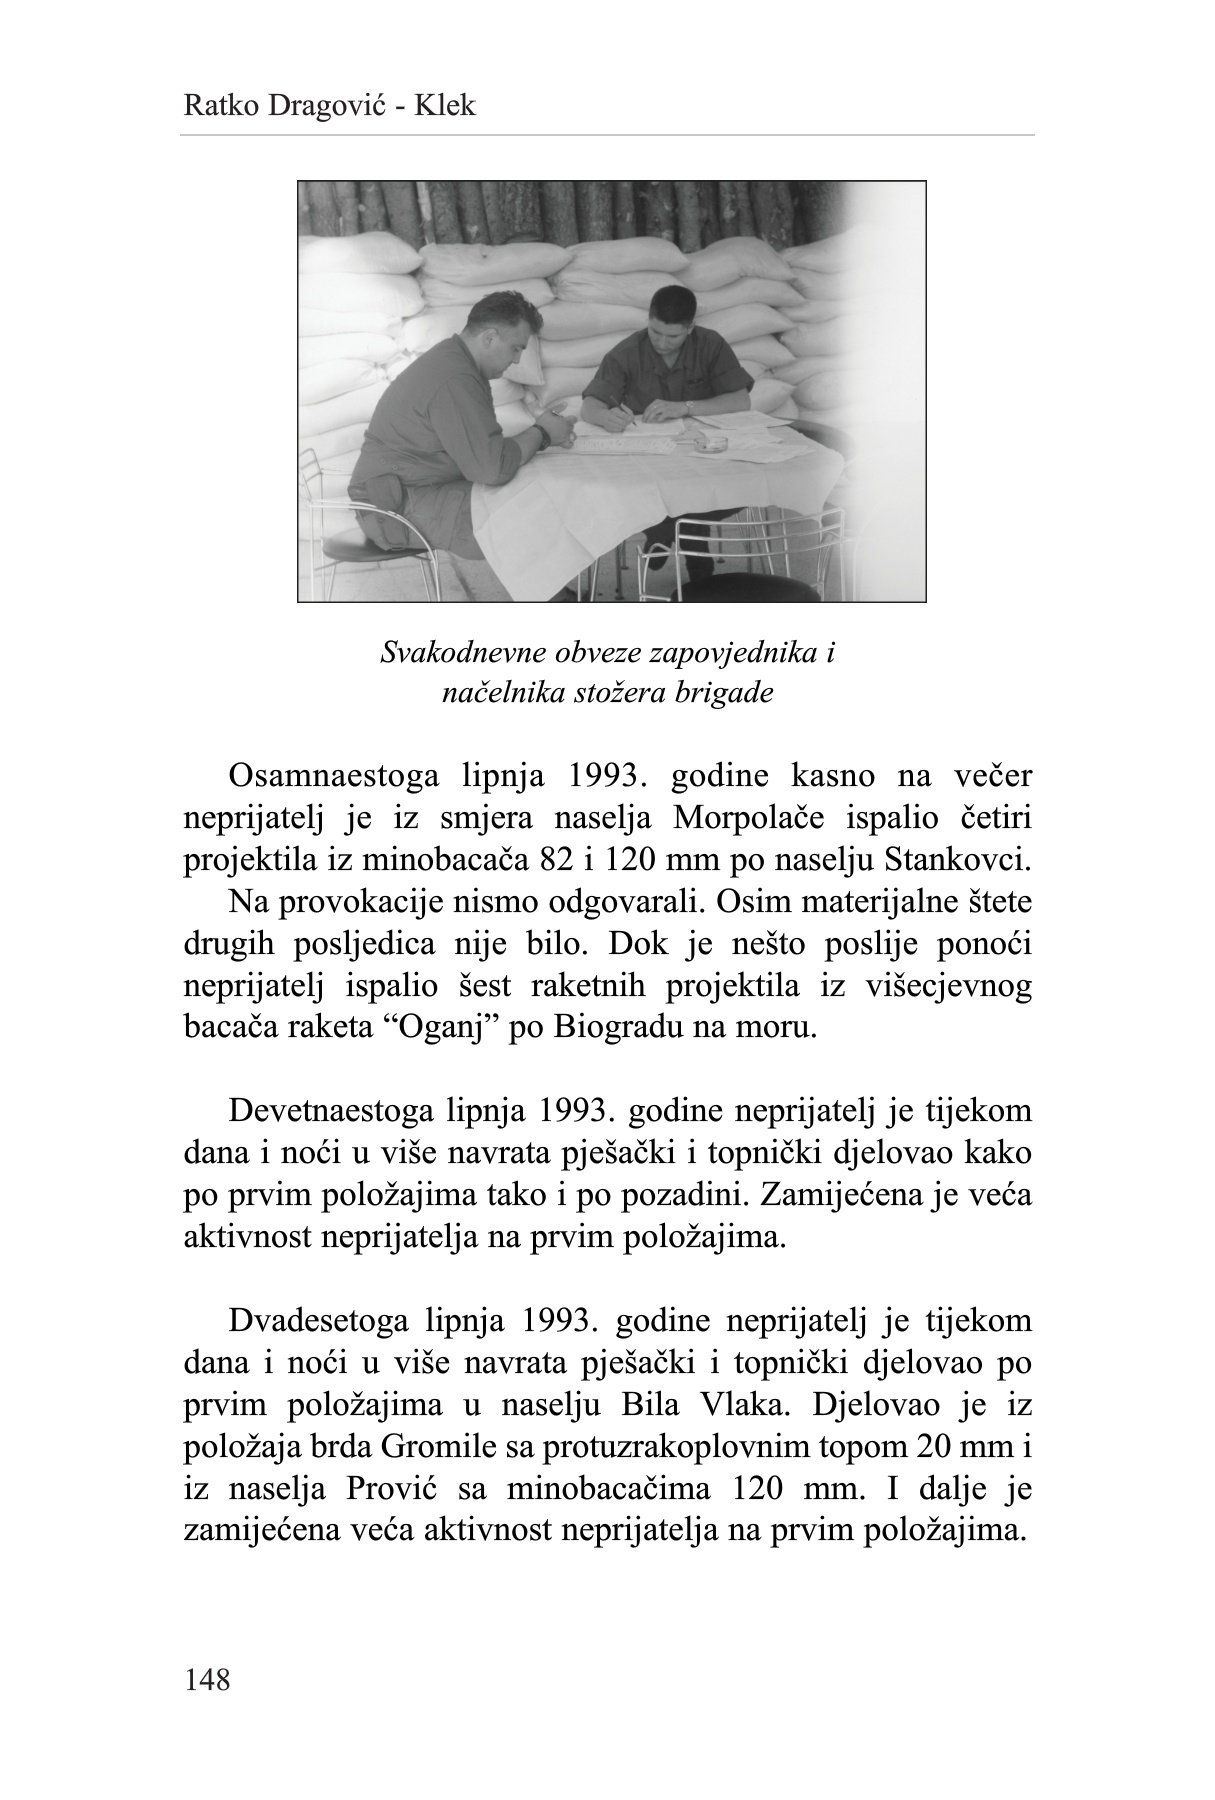 Ratko Dragović - Klek
Svakodnevne obveze zapovjednika i
načelnika stožera brigade
Osamnaestoga lipnja 1993. godine kasno na večer
neprijatelj je iz smjera naselja Morpolače ispalio četiri
projektila iz minobacača 82 i 120 mm po naselju Stankovci.
Na provokacije nismo odgovarali. Osim materijalne štete
drugih posljedica nije bilo. Dok je nešto poslije ponoći
neprijatelj ispalio šest raketnih projektila iz višecjevnog
bacača raketa “Oganj” po Biogradu na moru.
Devetnaestoga lipnja 1993. godine neprijatelj je tijekom
dana i noći u više navrata pješački i topnički djelovao kako
po prvim položajima tako i po pozadini. Zamijećena je veća
aktivnost neprijatelja na prvim položajima.
Dvadesetoga lipnja 1993. godine neprijatelj je tijekom
dana i noći u više navrata pješački i topnički djelovao po
prvim položajima u naselju Bila Vlaka. Djelovao je iz
položaja brda Gromile sa protuzrakoplovnim topom 20 mm i
iz naselja Prović sa minobacačima 120 mm. I dalje je
zamijećena veća aktivnost neprijatelja na prvim položajima.
148